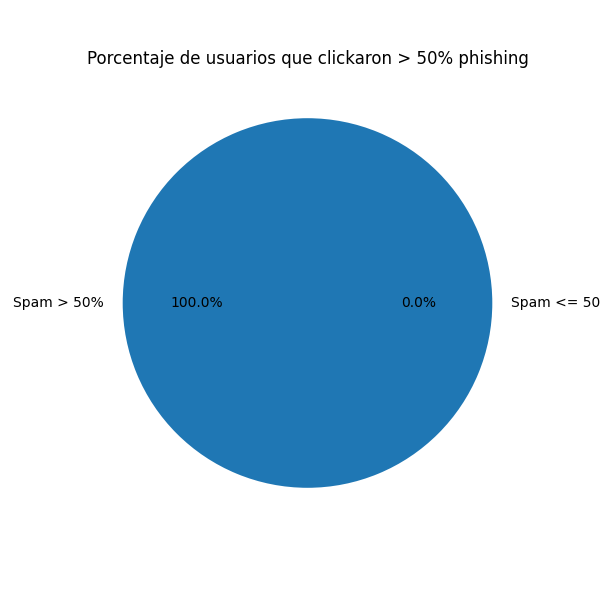 Porcentaje de usuarios que clickaron > 50% phishing
Spam > 50%
100.0%
0.0%
Spam <= 50